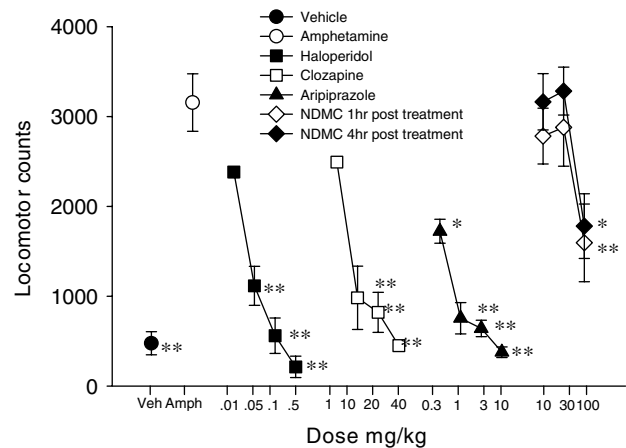 Vehicle
Amphetamine
Haloperidol
Clozapine
Aripiprazole
NDMC 1hr post treatment
NDMC 4hr post treatment
Locomotor counts
4000
3000
2000
1000
0
**
**
**
**
**
**
**
*
**
**
**
*
**
Veh Amph .01 .05 .1 .5 1 10 20 40 0.3 1 3 10 10 30 100
Dose mg/kg